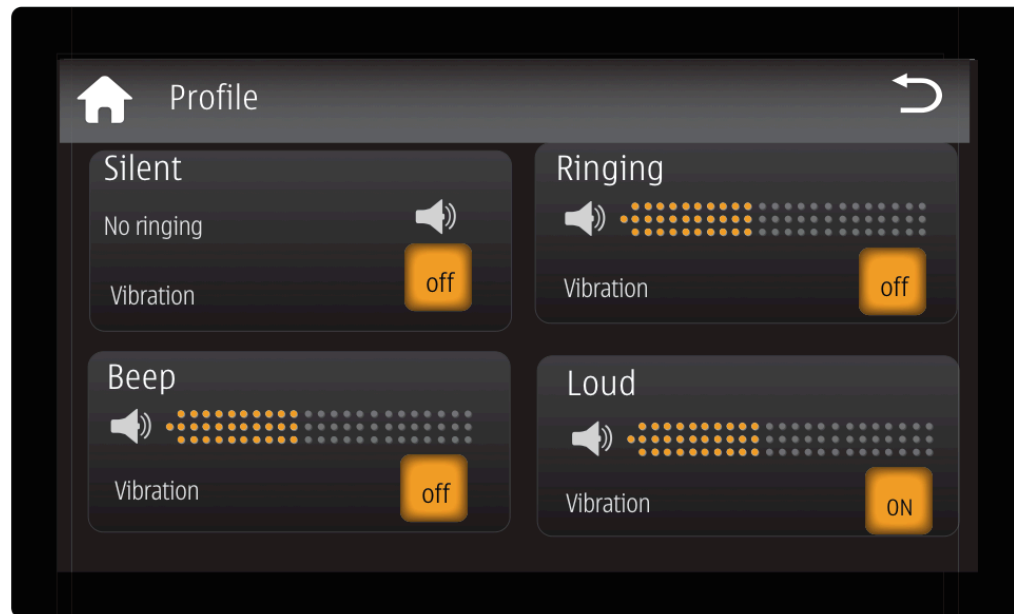 Profile
Silent
No ringing
Vibration off
Ringing
Vibration off
Beep
Vibration off
Loud
Vibration ON